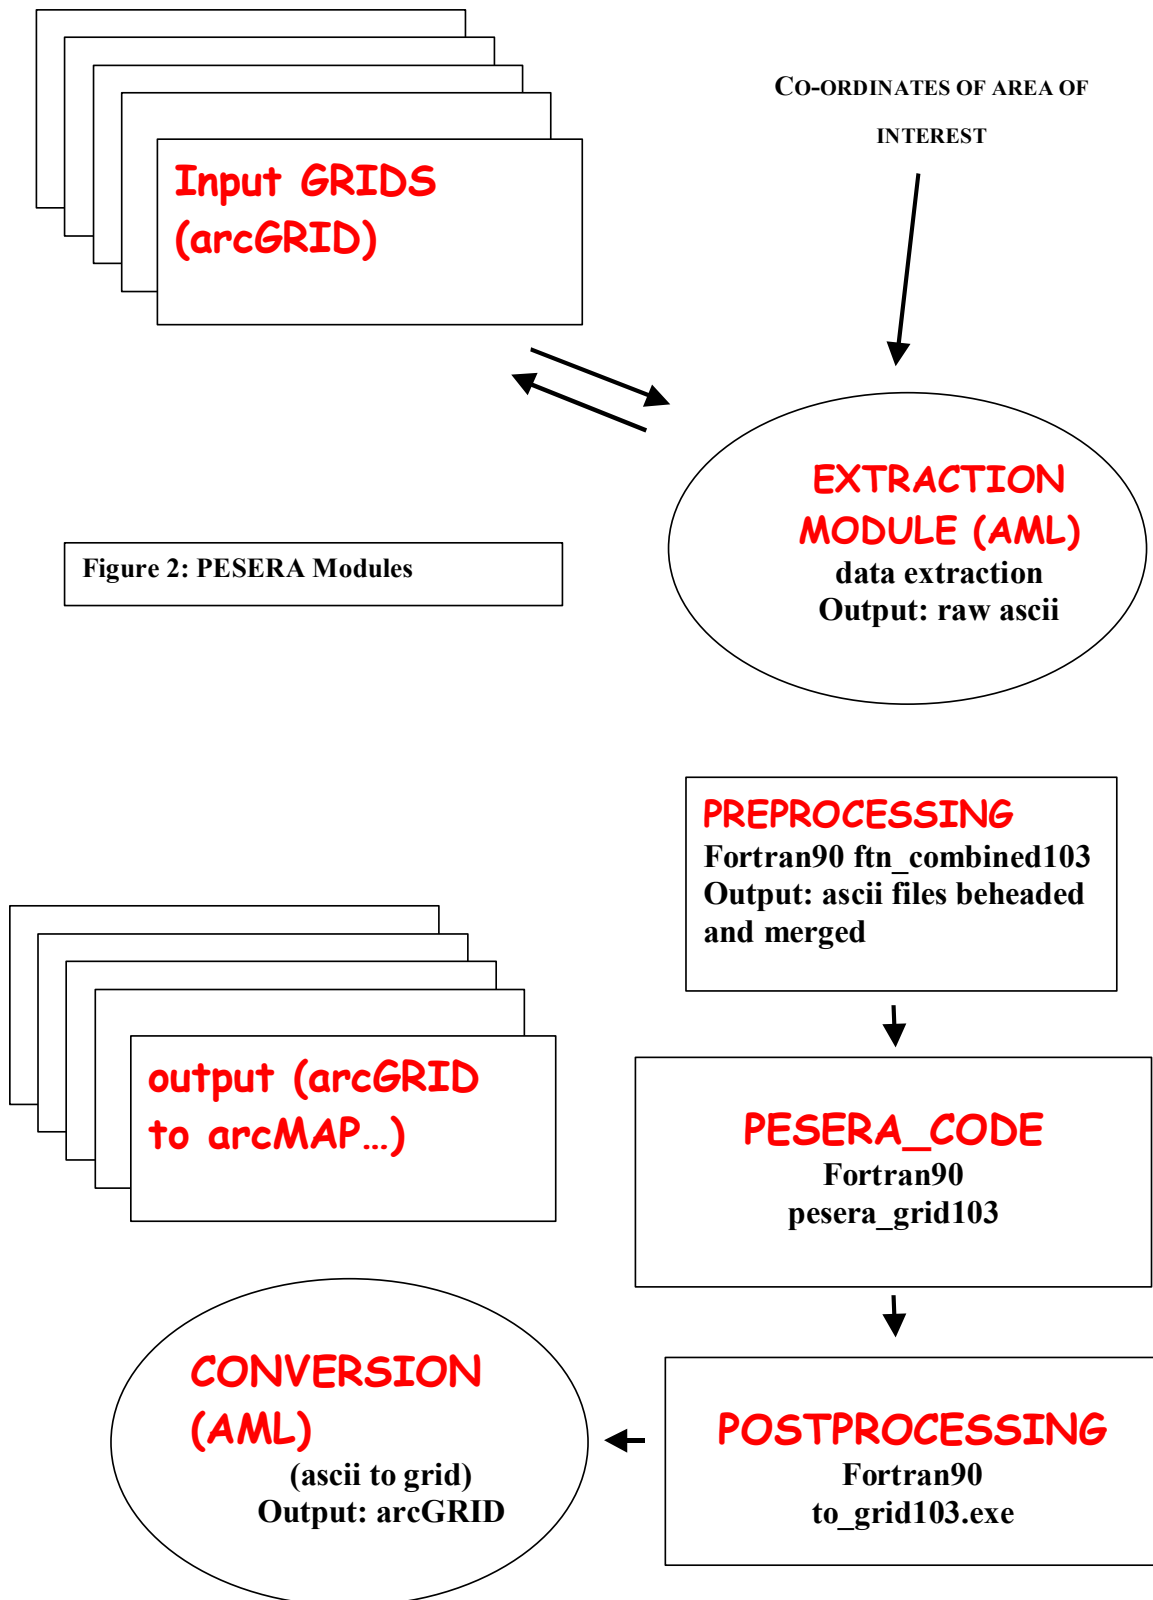 CO-ORDINATES OF AREA OF
INTEREST
Input GRIDS
(arcGRID)
EXTRACTION
MODULE (AML)
data extraction
Output: raw ascii
Figure 2: PESERA Modules
PREPROCESSING
Fortran90 ftn_combined103
Output: ascii files beheaded
and merged
output (arcGRID
to arcMAP...)
PESERA_CODE
Fortran90
pesera_grid103
CONVERSION
(AML)
(ascii to grid)
Output: arcGRID
POSTPROCESSING
Fortran90
to_grid103.exe